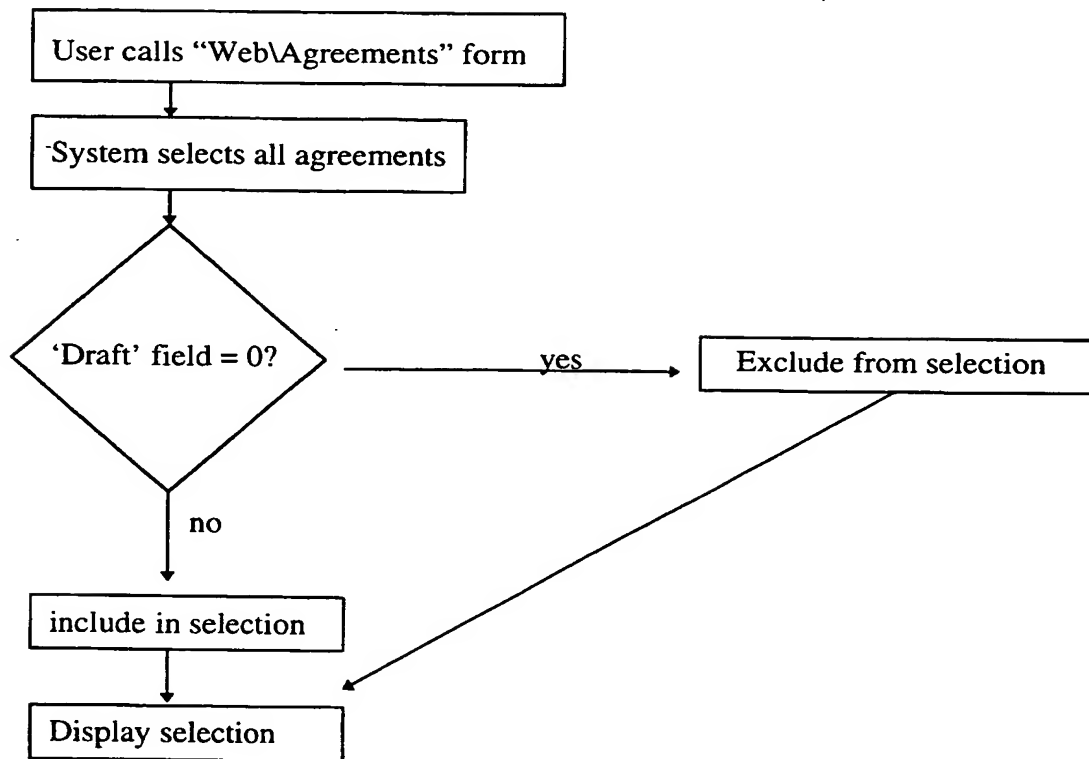 User calls “Web\Agreements” form
System selects all agreements
‘Draft’ field = 0?
yes
Exclude from selection
no
include in selection
Display selection